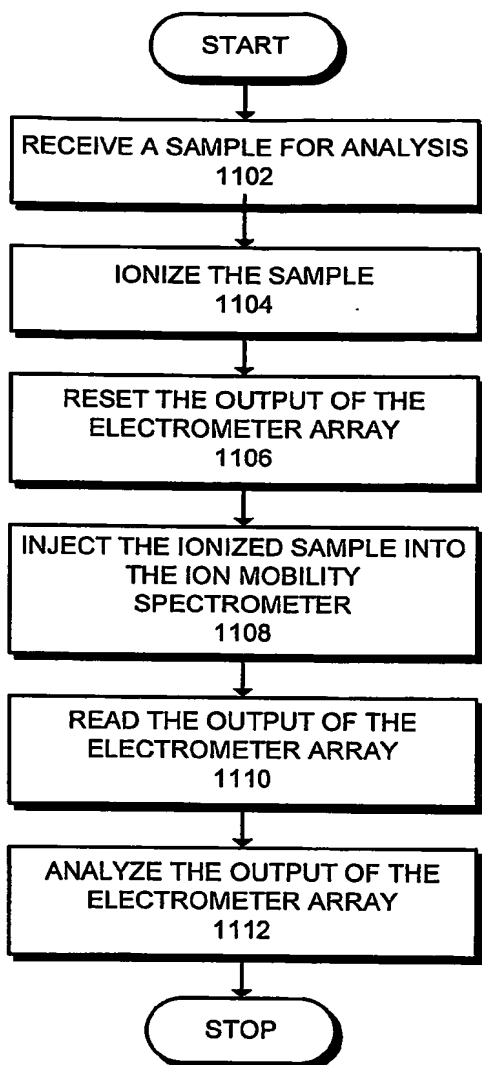 START
RECEIVE A SAMPLE FOR ANALYSIS
1102
IONIZE THE SAMPLE
1104
RESET THE OUTPUT OF THE
ELECTROMETER ARRAY
1106
INJECT THE IONIZED SAMPLE INTO
THE ION MOBILITY
SPECTROMETER
1108
READ THE OUTPUT OF THE
ELECTROMETER ARRAY
1110
ANALYZE THE OUTPUT OF THE
ELECTROMETER ARRAY
1112
STOP